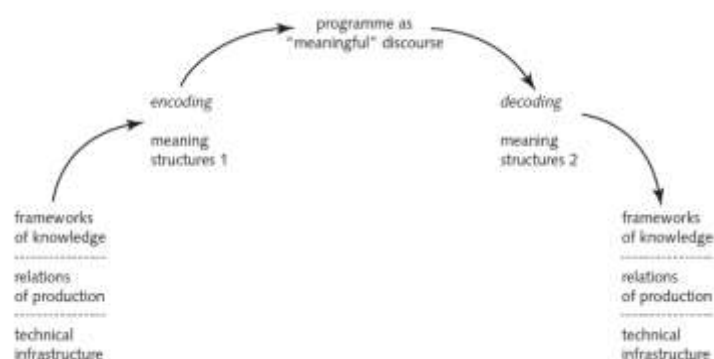 programme as
"meaningful" discourse
encoding
decoding
meaning
structures 1
meaning
structures 2
frameworks
of knowledge
frameworks
of knowledge
relations
of production
relations
of production
technical
infrastructure
technical
infrastructure